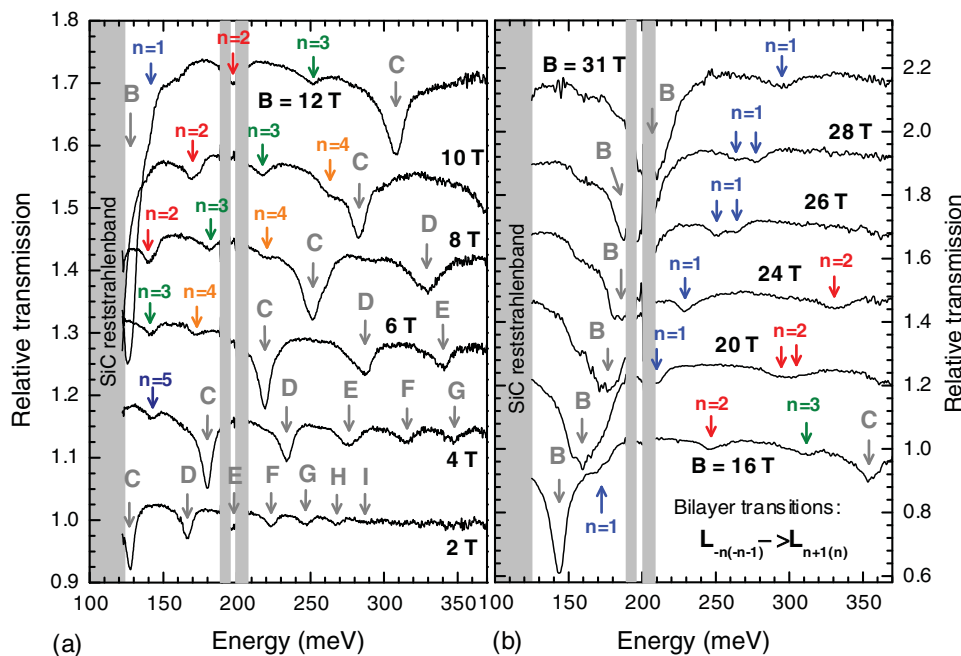 Relative transmission
1.8
1.7
1.6
1.5
1.4
1.3
1.2
1.1
1.0
0.9
SiC reststrahlenband
n=1
n=2
n=3
C
B
B = 12 T
n=2
n=3
n=4
C
10 T
n=2
n=3
n=4
C
D
8 T
n=3
n=4
C
D
E
6 T
n=5
C
D
E
F
G
4 T
C
D
E
F
G
H
I
2 T
100 150 200 250 300 350
(a)
Energy (meV)
SiC reststrahlenband
B = 31 T
B
n=1
2.2
2.0
1.8
1.6
1.4
1.2
1.0
0.8
0.6
Relative transmission
B
n=1
28 T
B
n=1
26 T
B
n=1
n=2
24 T
B
n=1
n=2
20 T
B
n=1
n=2
n=3
C
B = 16 T
Bilayer transitions:
L-n(-n-1)->Ln+1(n)
100 150 200 250 300 350
(b)
Energy (meV)